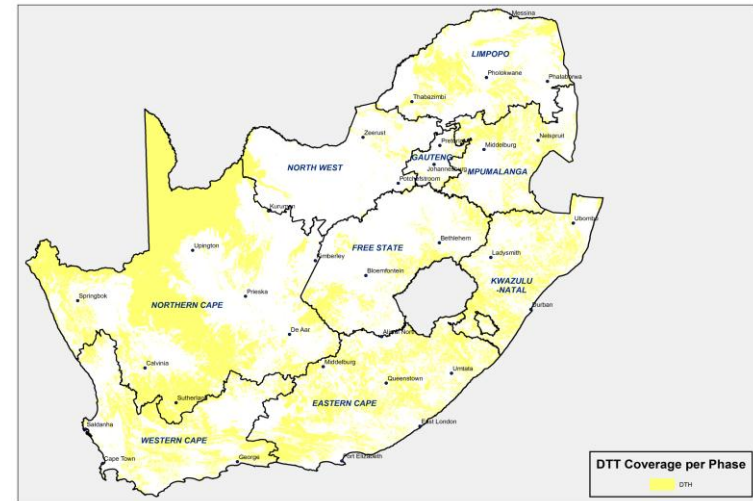 Messina
LIMPOPO
Pholokwane
Phalaborwa
Thabazimbi
Zeerust
Pretoria
Middelburg
Nelspruit
GAUTENG
NORTH WEST
Johannesburg
MPUMALANGA
Potchefstroom
Kuruman
Ubombo
FREE STATE
Bethlehem
Upington
Ladysmith
Kimberley
Bloemfontein
KWAZULU
-NATAL
Springbok
Prieska
NORTHERN CAPE
Durban
De Aar
Aliwal North
Calvinia
Middelburg
Umtata
Queenstown
Sutherland
EASTERN CAPE
Saldanha
East London
WESTERN CAPE
Cape Town
George
Port Elizabeth
DTT Coverage per Phase
DTH